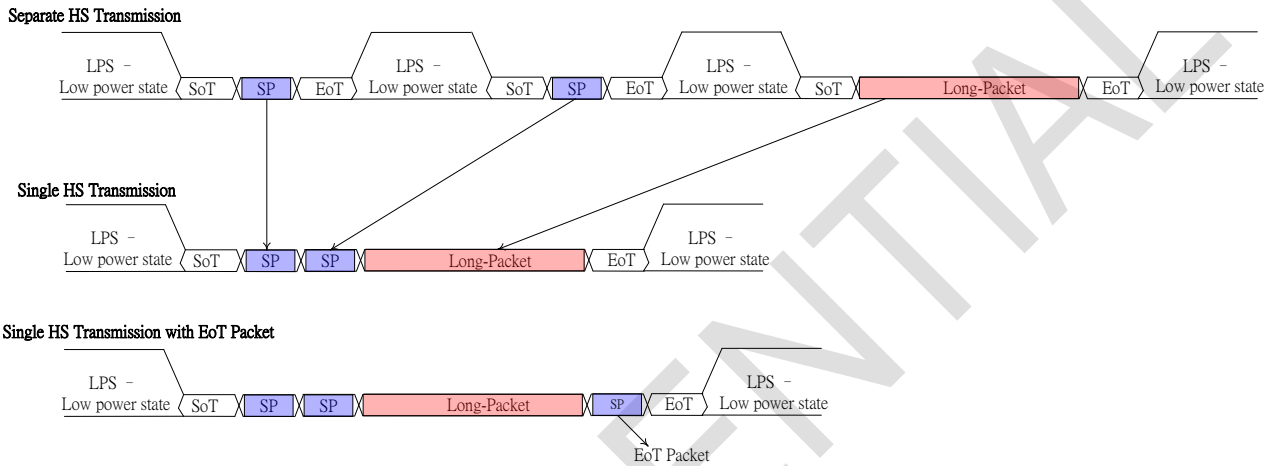 Separate HS Transmission
LPS -
Low power state
SoT
SP
EoT
LPS -
Low power state
SoT
SP
EoT
LPS -
Low power state
SoT
Long-Packet
EoT
LPS -
Low power state
Single HS Transmission
LPS -
Low power state
SoT
SP
SP
Long-Packet
EoT
LPS -
Low power state
Single HS Transmission with EoT Packet
LPS -
Low power state
SoT
SP
SP
Long-Packet
SP
EoT
LPS -
Low power state
EoT Packet
ENTIAL